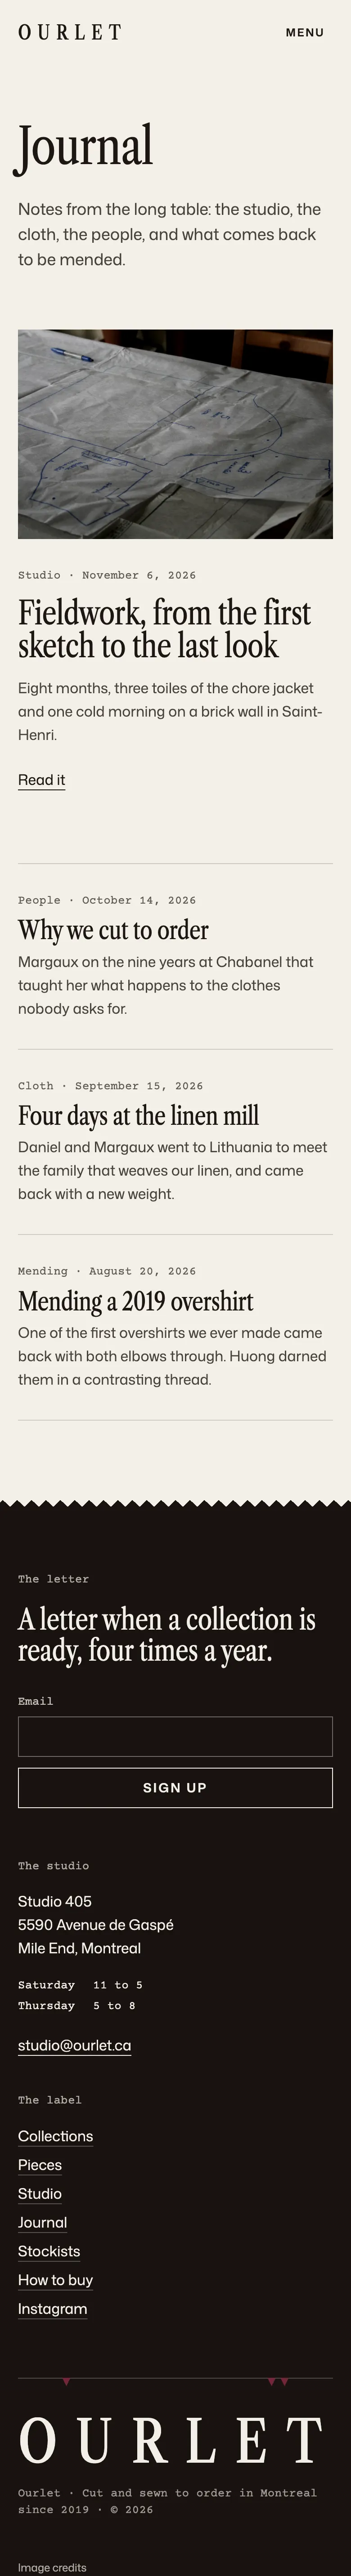 OURLET
MENU
Journal
Notes from the long table: the studio, the
cloth, the people, and what comes back
to be mended.
Studio · November 6, 2026
Fieldwork, from the first
sketch to the last look
Eight months, three toiles of the chore jacket
and one cold morning on a brick wall in Saint-
Henri.
Read it
People · October 14, 2026
Why we cut to order
Margaux on the nine years at Chabanel that
taught her what happens to the clothes
nobody asks for.
Cloth · September 15, 2026
Four days at the linen mill
Daniel and Margaux went to Lithuania to meet
the family that weaves our linen, and came
back with a new weight.
Mending · August 20, 2026
Mending a 2019 overshirt
One of the first overshirts we ever made came
back with both elbows through. Huong darned
them in a contrasting thread.
The letter
A letter when a collection is
ready, four times a year.
Email
SIGN UP
The studio
Studio 405
5590 Avenue de Gaspé
Mile End, Montreal
Saturday 11 to 5
Thursday 5 to 8
studio@ourlet.ca
The label
Collections
Pieces
Studio
Journal
Stockists
How to buy
Instagram
OURLET
Ourlet · Cut and sewn to order in Montreal
since 2019 · © 2026
Image credits